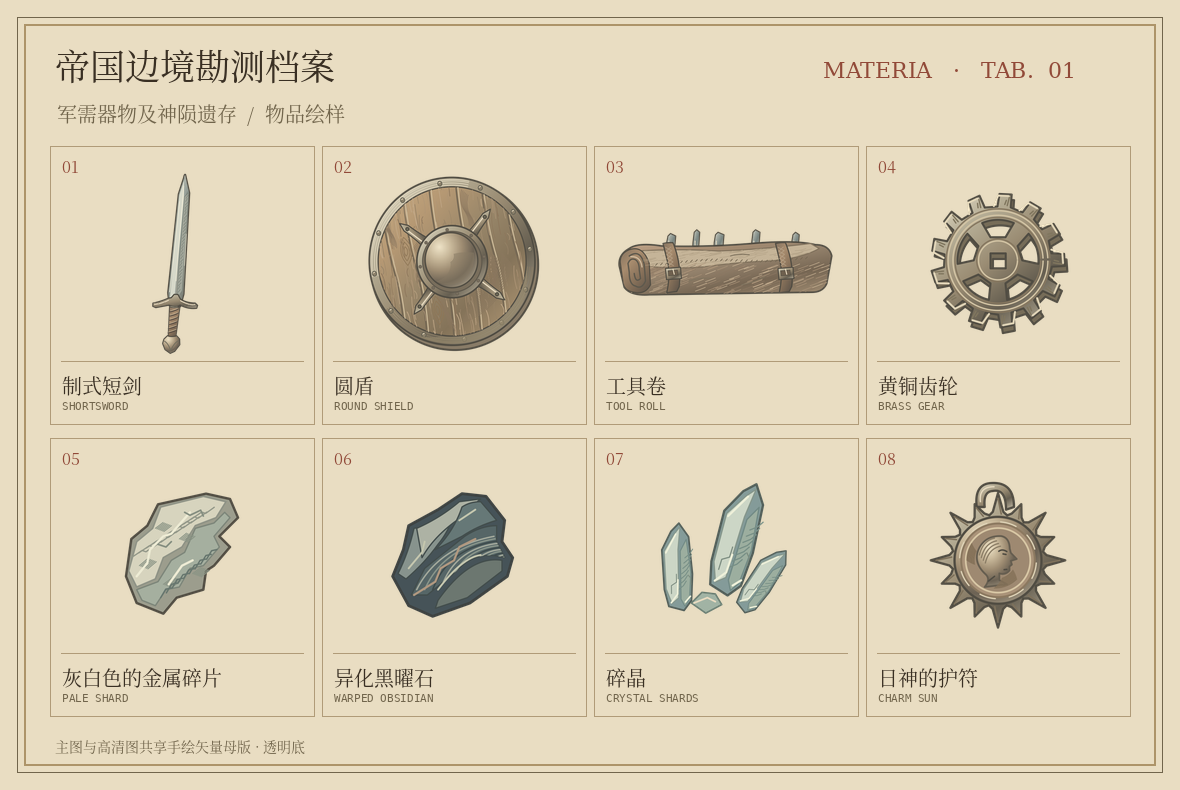 帝国边境勘测档案
MATERIA · TAB. 01
军需器物及神陨遗存 / 物品绘样
01
02
03
04
制式短剑
SHORTSWORD
圆盾
ROUND SHIELD
工具卷
TOOL ROLL
黄铜齿轮
BRASS GEAR
05
06
07
08
灰白色的金属碎片
PALE SHARD
异化黑曜石
WARPED OBSIDIAN
碎晶
CRYSTAL SHARDS
日神的护符
CHARM SUN
主图与高清图共享手绘矢量母版 · 透明底